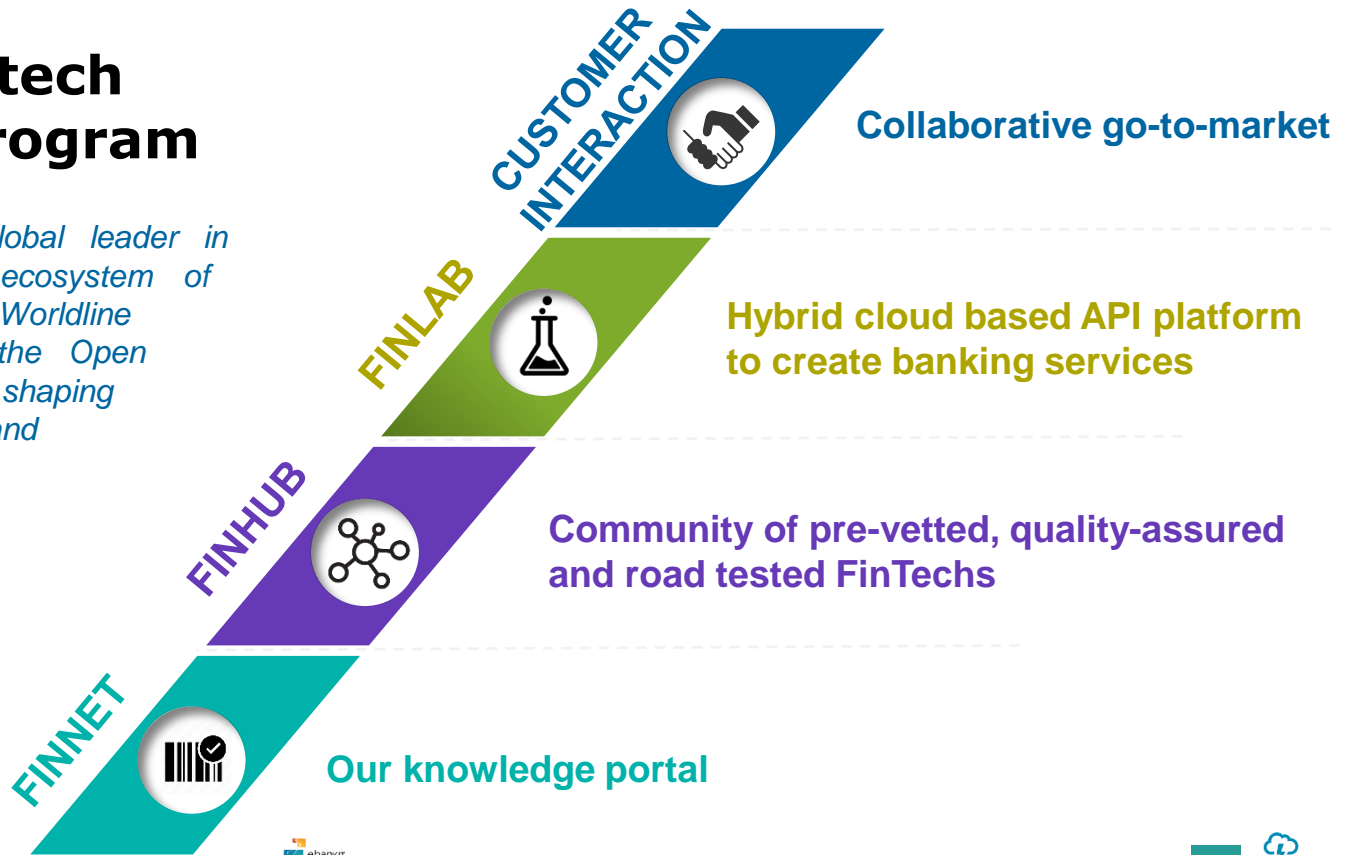 tech
rogram
lobal leader in
ecosystem of
Worldline
the Open
shaping
and
CUSTOMER
INTERACTION
Collaborative go-to-market
FINLAB
Hybrid cloud based API platform
to create banking services
FINHUB
Community of pre-vetted, quality-assured
and road tested FinTechs
FINNET
Our knowledge portal